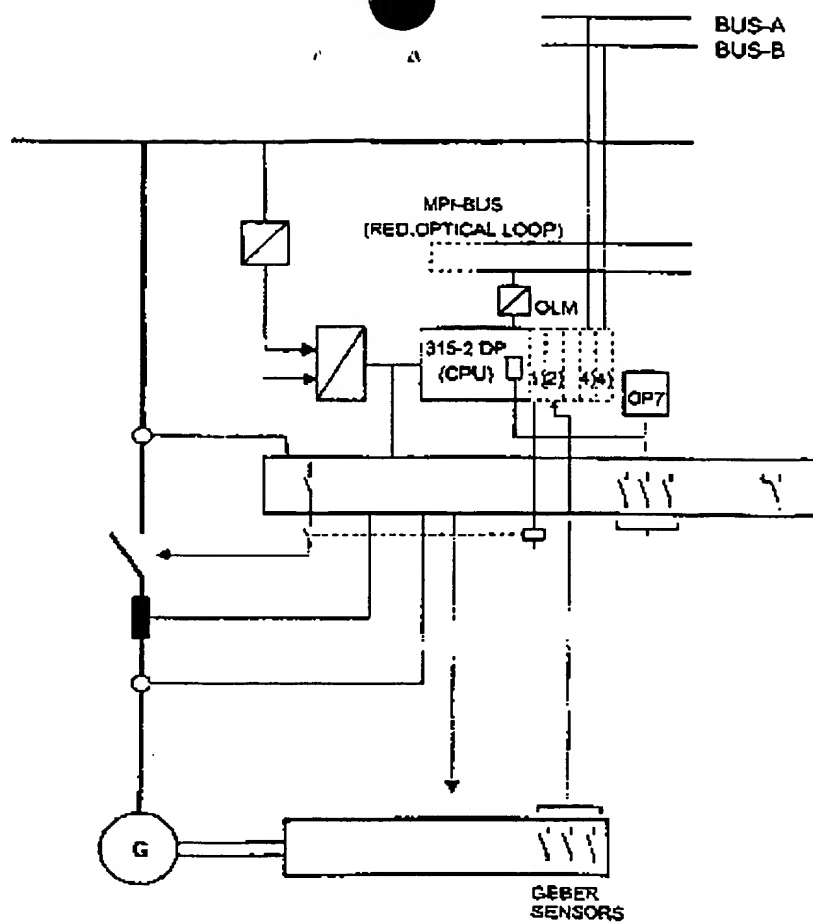 BUS-A
BUS-B
MPI-BUS
(RED.OPTICAL LOOP)
OLM
315-2 DP
(CPU)
1 2 4 4
OP7
G
GEBER
SENSORS